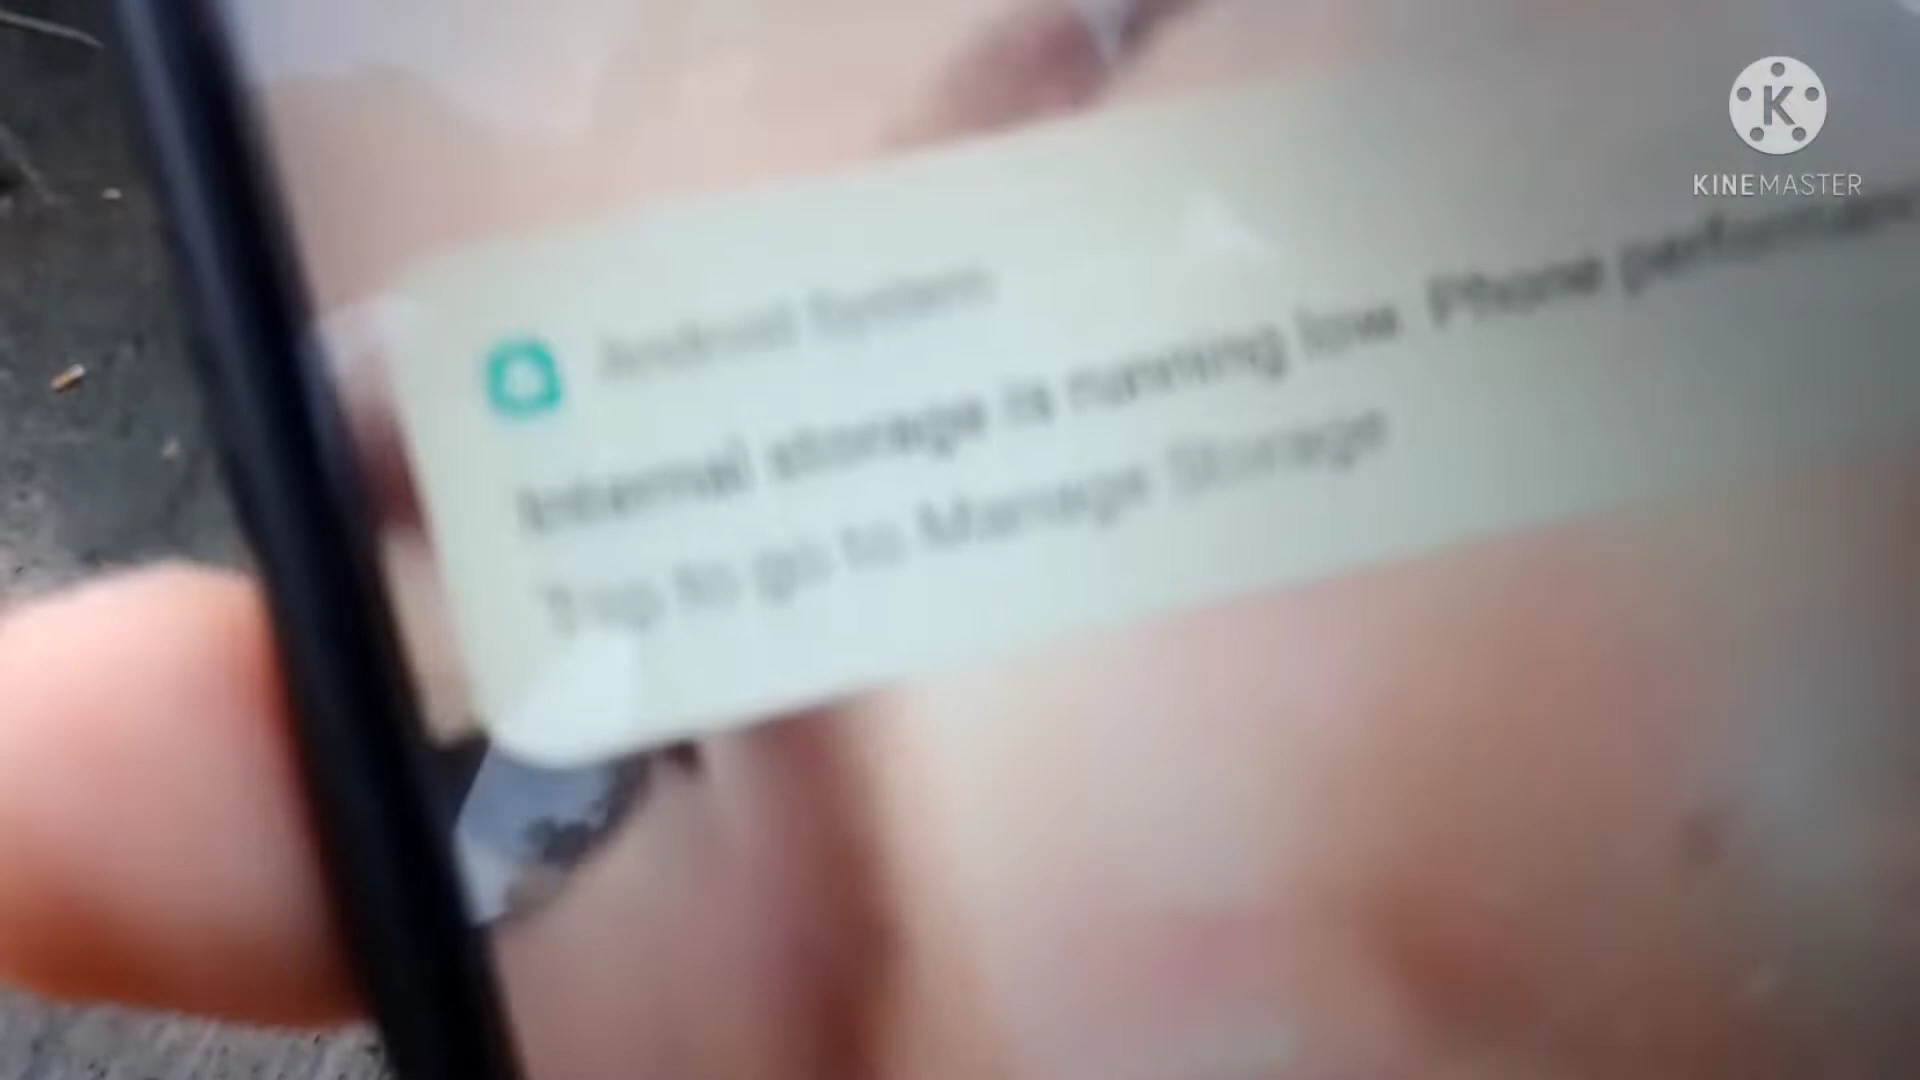 K
KINEMASTER
Android System
Internal storage is running low. Phone
Tap to go to Manage Storage